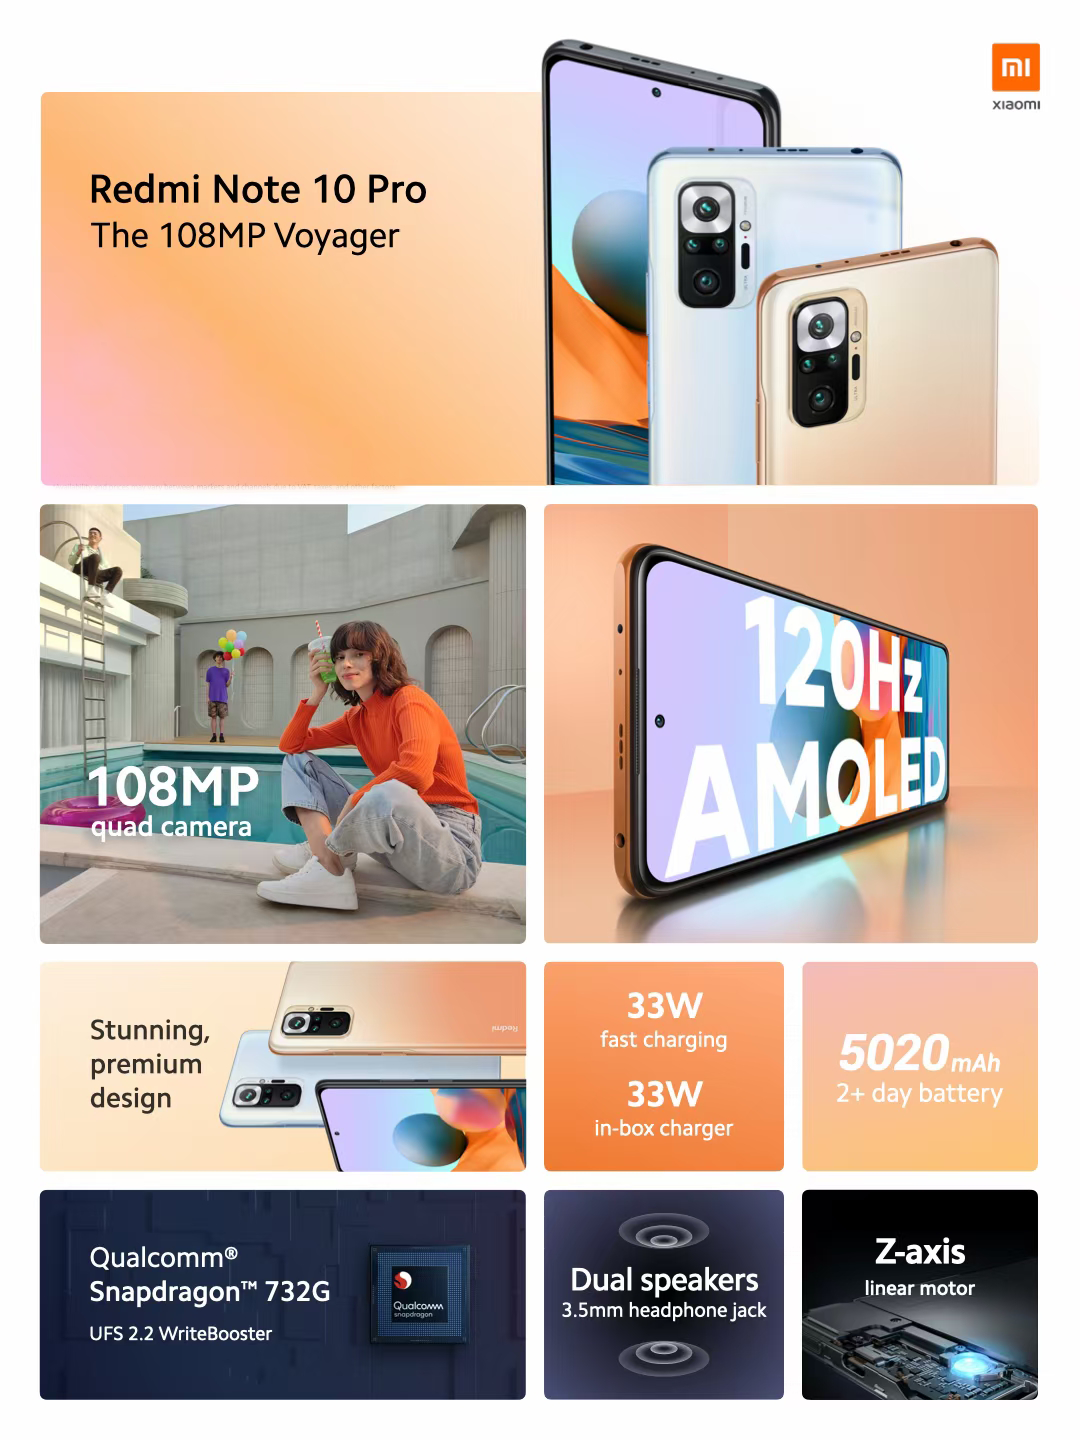 xiaomi
Redmi Note 10 Pro
The 108MP Voyager
108MP
quad camera
120Hz
AMOLED
Stunning,
premium
design
Redmi
33W
fast charging
33W
in-box charger
5020 mAh
2+ day battery
Qualcomm®
Snapdragon™ 732G
UFS 2.2 WriteBooster
Qualcomm
snapdragon
Dual speakers
3.5mm headphone jack
Z-axis
linear motor